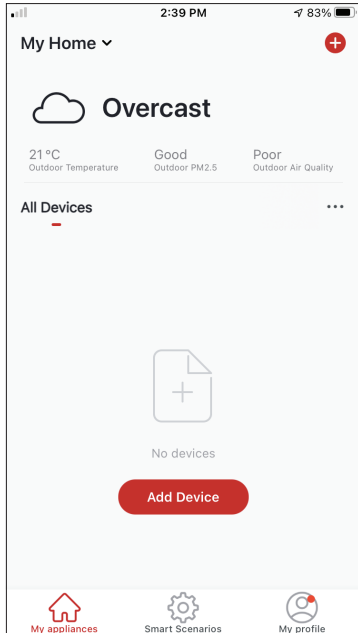 2:39 PM
83%
My Home
Overcast
21 °C
Good
Poor
Outdoor Temperature
Outdoor PM2.5
Outdoor Air Quality
All Devices
No devices
Add Device
My appliances
Smart Scenarios
My profile